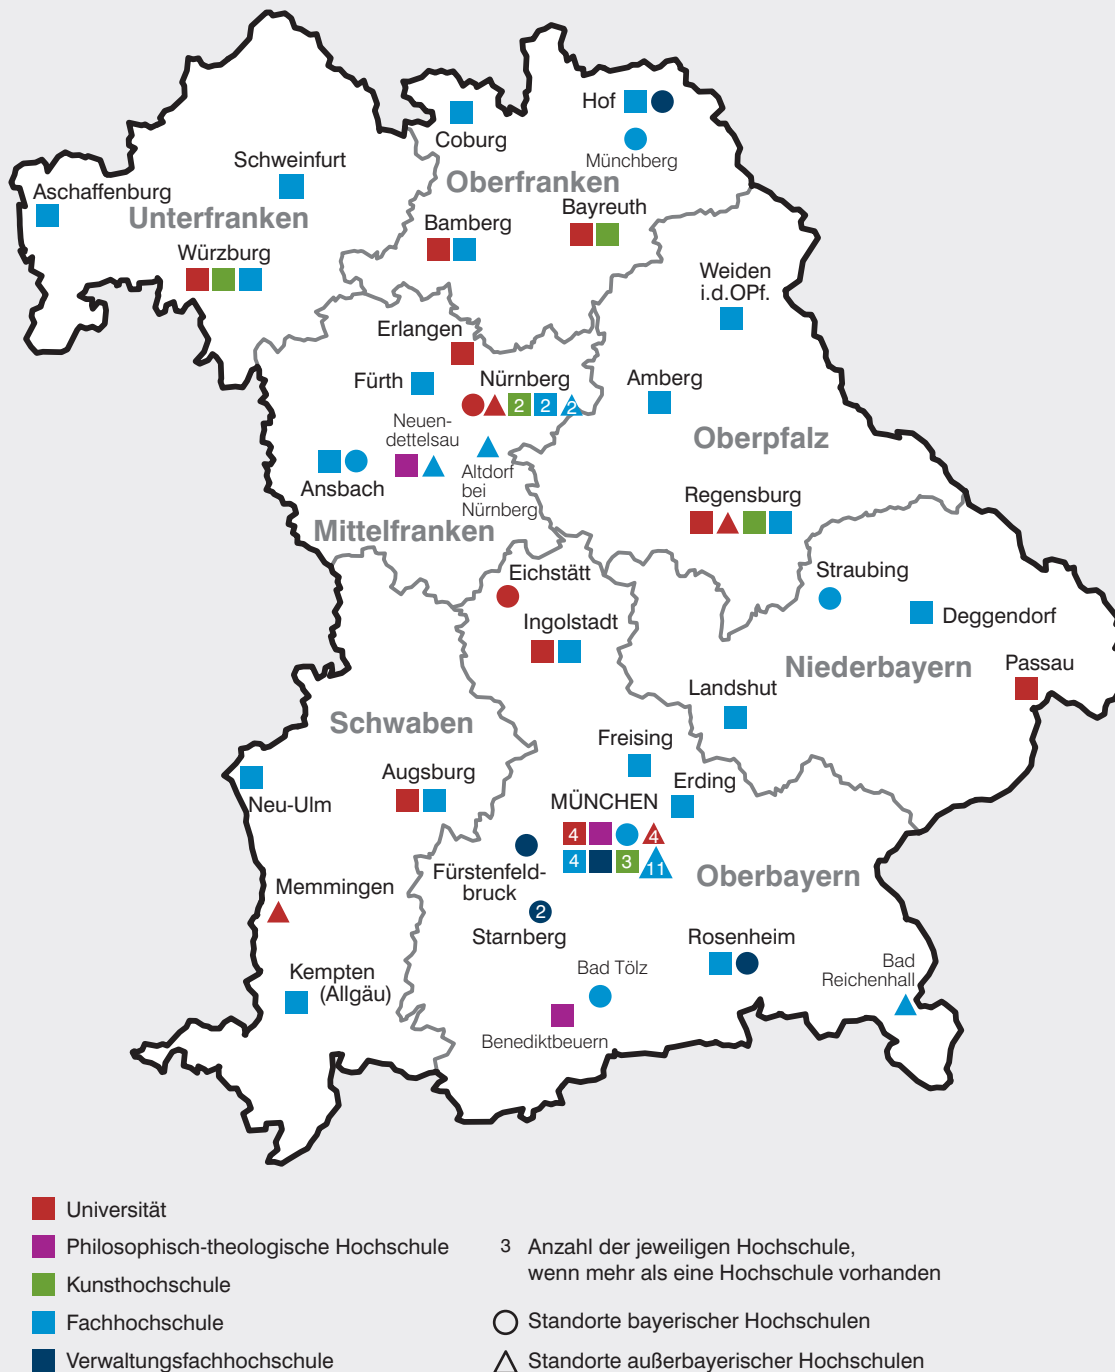 Hof
Coburg
Münchberg
Schweinfurt
Oberfranken
Aschaffenburg
Unterfranken
Bayreuth
Bamberg
Würzburg
Weiden
i.d.OPf.
Erlangen
Fürth
Nürnberg
2
2
2
Amberg
Neuen-
dettelsau
Oberpfalz
Altdorf
bei
Nürnberg
Ansbach
Regensburg
Mittelfranken
Eichstätt
Straubing
Ingolstadt
Deggendorf
Niederbayern
Passau
Landshut
Schwaben
Freising
Augsburg
Erding
Neu-Ulm
MÜNCHEN
4
4
4
3
11
Fürstenfeld-
bruck
Oberbayern
Memmingen
2
Starnberg
Rosenheim
Bad Tölz
Bad
Reichenhall
Kempten
(Allgäu)
Benediktbeuern
Universität
Philosophisch-theologische Hochschule
Kunsthochschule
Fachhochschule
Verwaltungsfachhochschule
3 Anzahl der jeweiligen Hochschule,
wenn mehr als eine Hochschule vorhanden
Standorte bayerischer Hochschulen
Standorte außerbayerischer Hochschulen